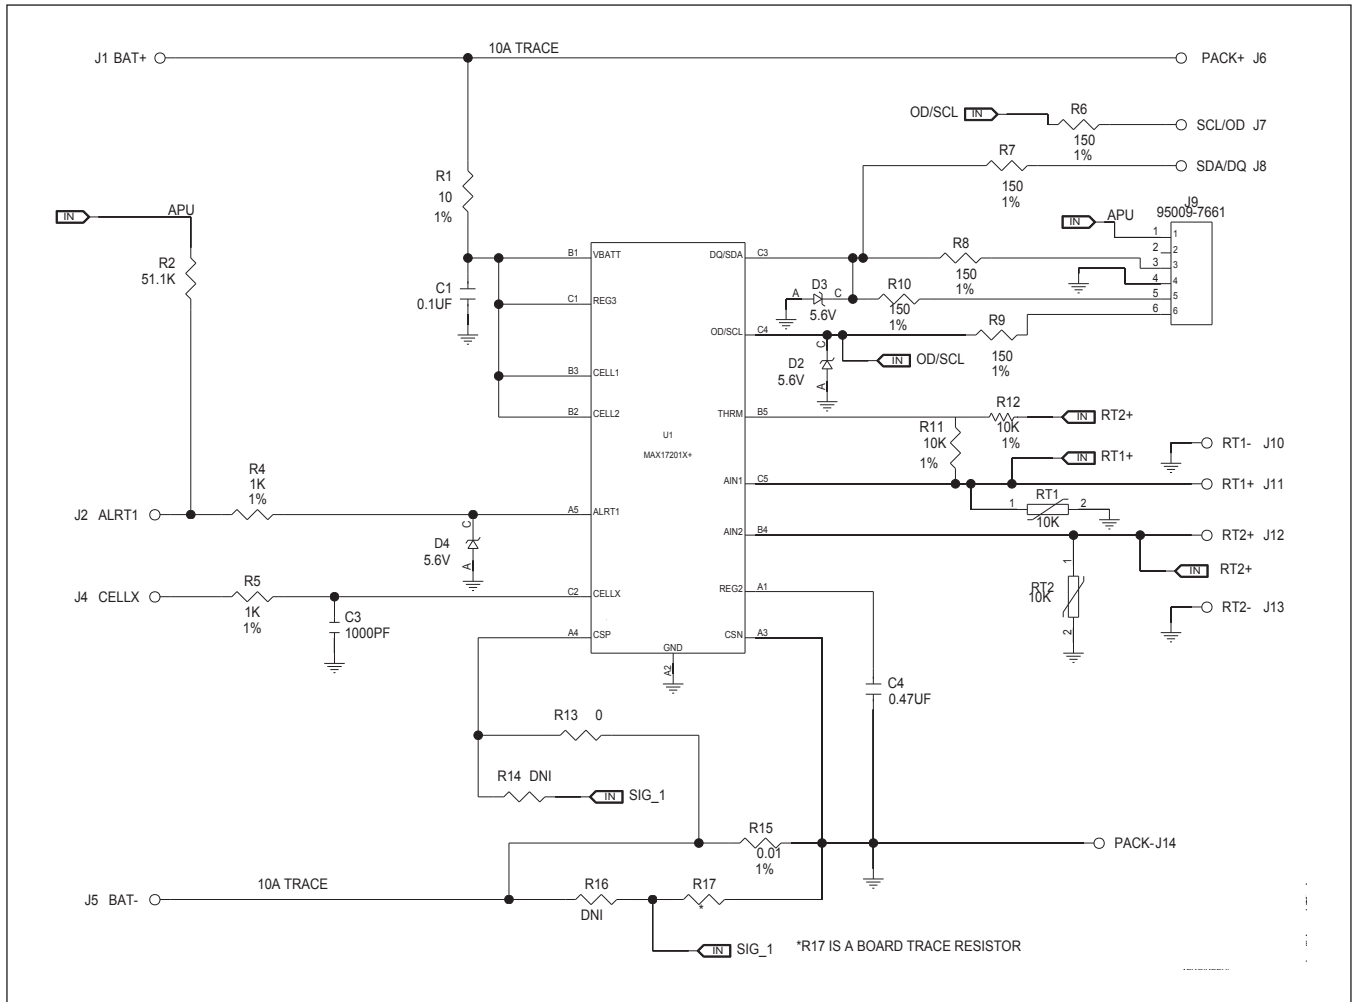 10A TRACE
J1 BAT+
PACK+ J6
OD/SCL IN
R6
150
1%
SCL/OD J7
R7
150
1%
SDA/DQ J8
R1
10
1%
IN
APU
R2
51.1K
J9
95009-7661
IN
APU
1 1
2 2
3 3
4 4
5 5
6 6
B1 VBATT
DQ/SDA C3
R8
150
1%
C1
0.1UF
C1 REG3
A D3 C
5.6V
R10
150
1%
OD/SCL C4
R9
150
1%
C
D2
5.6V
A
IN OD/SCL
B3 CELL1
B2 CELL2
THRM B5
R12
10K
1%
IN RT2+
R11
10K
1%
U1
MAX17201X+
IN RT1+
RT1- J10
AIN1 C5
RT1+ J11
1 RT1 2
10K
R4
1K
1%
J2 ALRT1
A5 ALRT1
C
D4
5.6V
A
AIN2 B4
RT2+ J12
IN RT2+
1
RT2
10K
2
RT2- J13
R5
1K
1%
J4 CELLX
C2 CELLX
C3
1000PF
REG2 A1
A4 CSP
CSN A3
GND
A2
C4
0.47UF
R13 0
R14 DNI
IN SIG_1
R15
0.01
1%
PACK- J14
10A TRACE
J5 BAT-
R16
DNI
R17
*
IN SIG_1
*R17 IS A BOARD TRACE RESISTOR